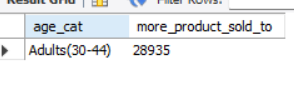 Result Grid Filter Rows:
age_cat more_product_sold_to
Adults(30-44) 28935